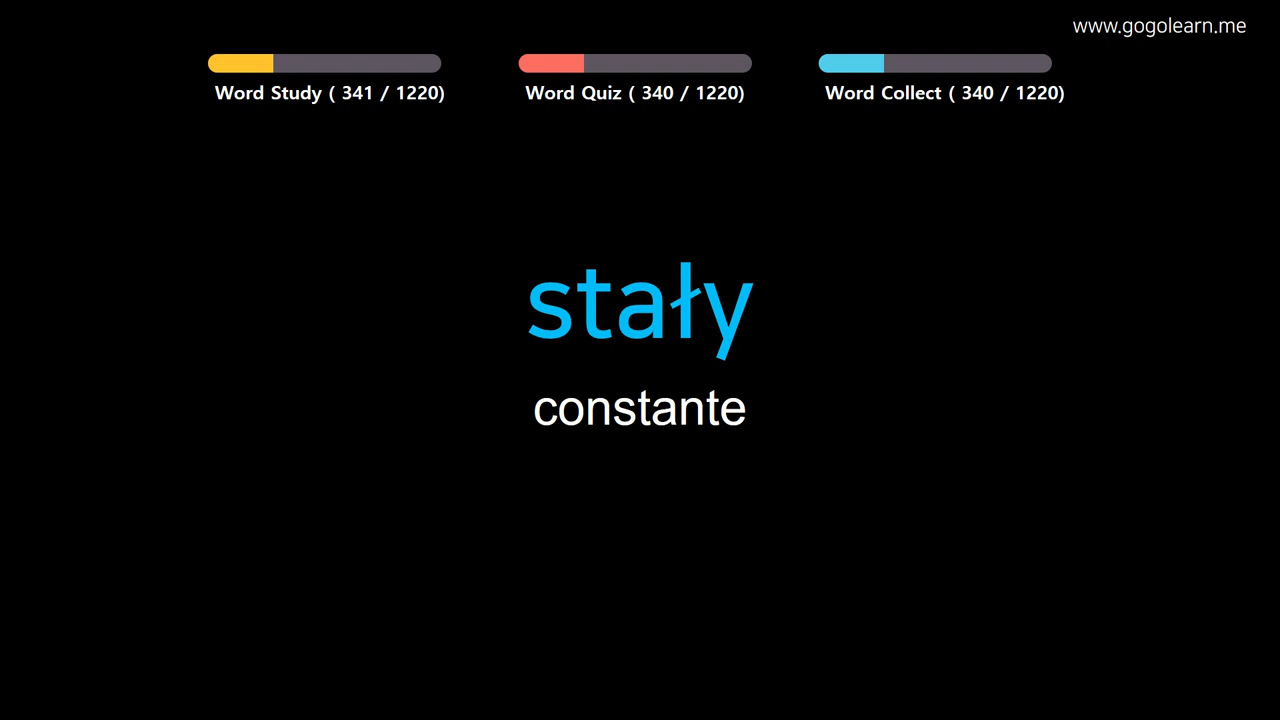 www.gogolearn.me
Word Study ( 341 / 1220)
Word Quiz ( 340 / 1220)
Word Collect ( 340 / 1220)
stały
constante